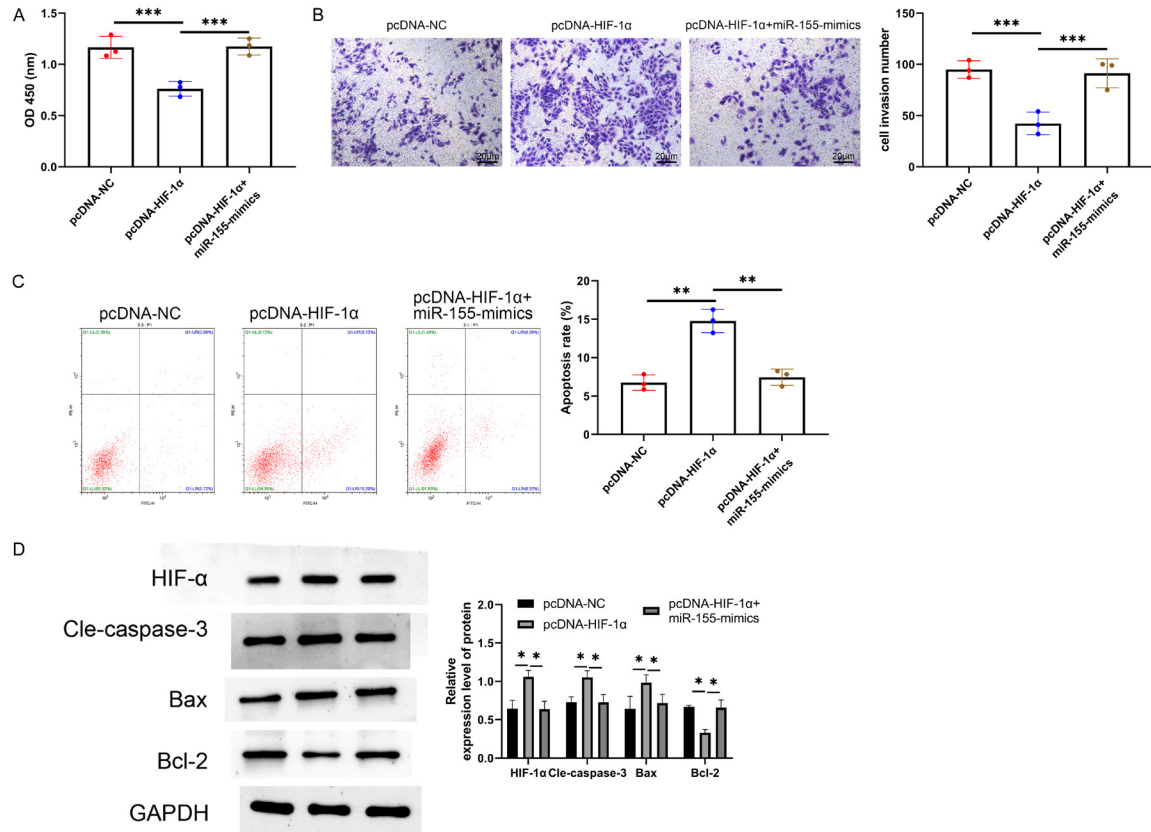 A
OD 450 (nm)
1.5
1.0
0.5
0.0
***
***
pcDNA-NC
pcDNA-HIF-1α
pcDNA-HIF-1α+
miR-155-mimics
B
pcDNA-NC
pcDNA-HIF-1α
pcDNA-HIF-1α+miR-155-mimics
20μm
20μm
20μm
cell invasion number
150
100
50
0
***
***
pcDNA-NC
pcDNA-HIF-1α
pcDNA-HIF-1α+
miR-155-mimics
C
pcDNA-NC
pcDNA-HIF-1α
pcDNA-HIF-1α+
miR-155-mimics
FITC-H
FITC-H
FITC-H
Apoptosis rate (%)
20
15
10
5
0
**
**
pcDNA-NC
pcDNA-HIF-1α
pcDNA-HIF-1α+
miR-155-mimics
D
HIF-α
Cle-caspase-3
Bax
Bcl-2
GAPDH
Relative
expression level of protein
2.0
1.5
1.0
0.5
0.0
pcDNA-NC
pcDNA-HIF-1α
pcDNA-HIF-1α+
miR-155-mimics
* *
* *
* *
* *
HIF-1α Cle-caspase-3 Bax Bcl-2